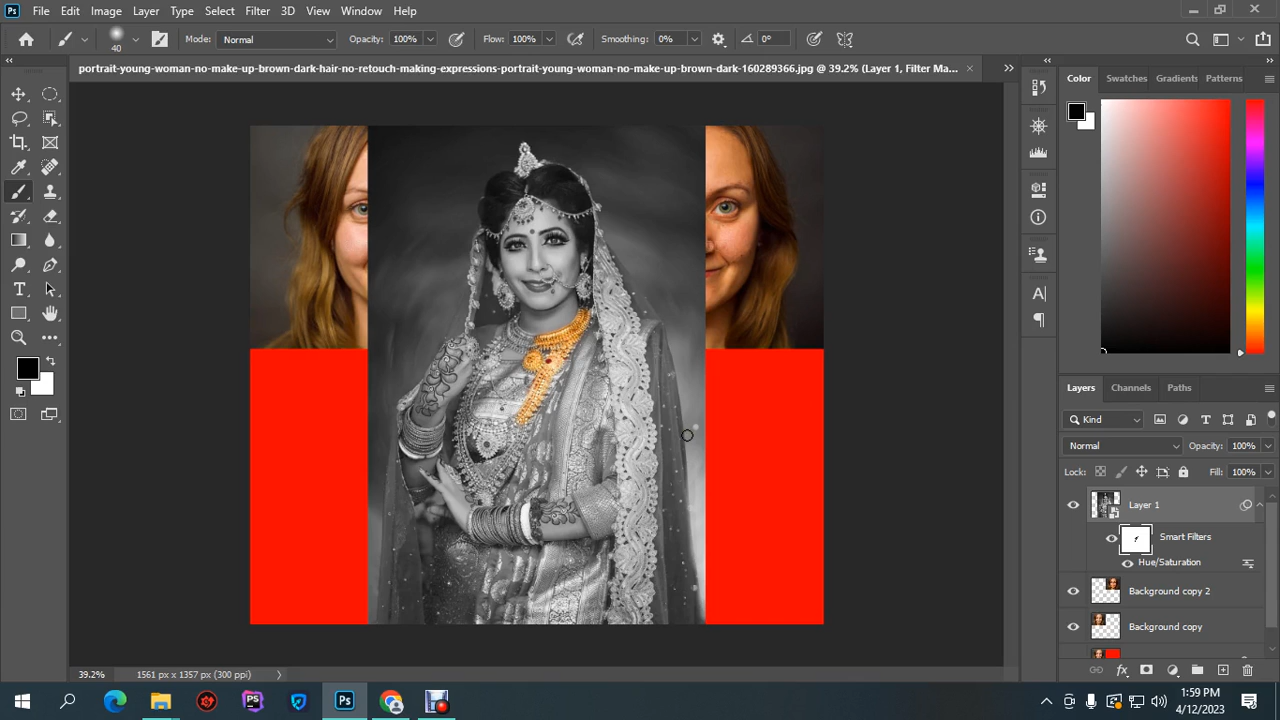 Ps File Edit Image Layer Type Select Filter 3D View Window Help
40 Mode: Normal Opacity: 100% Flow: 100% Smoothing: 0% 0°
portrait-young-woman-no-make-up-brown-dark-hair-no-retouch-making-expressions-portrait-young-woman-no-make-up-brown-dark-160289366.jpg @ 39.2% (Layer 1, Filter Ma...
Color Swatches Gradients Patterns
Layers Channels Paths
Kind
Normal Opacity: 100%
Lock: Fill: 100%
Layer 1
Smart Filters
Hue/Saturation
Background copy 2
Background copy
39.2% 1561 px x 1357 px (300 ppi)
PS Ps
1:59 PM
4/12/2023